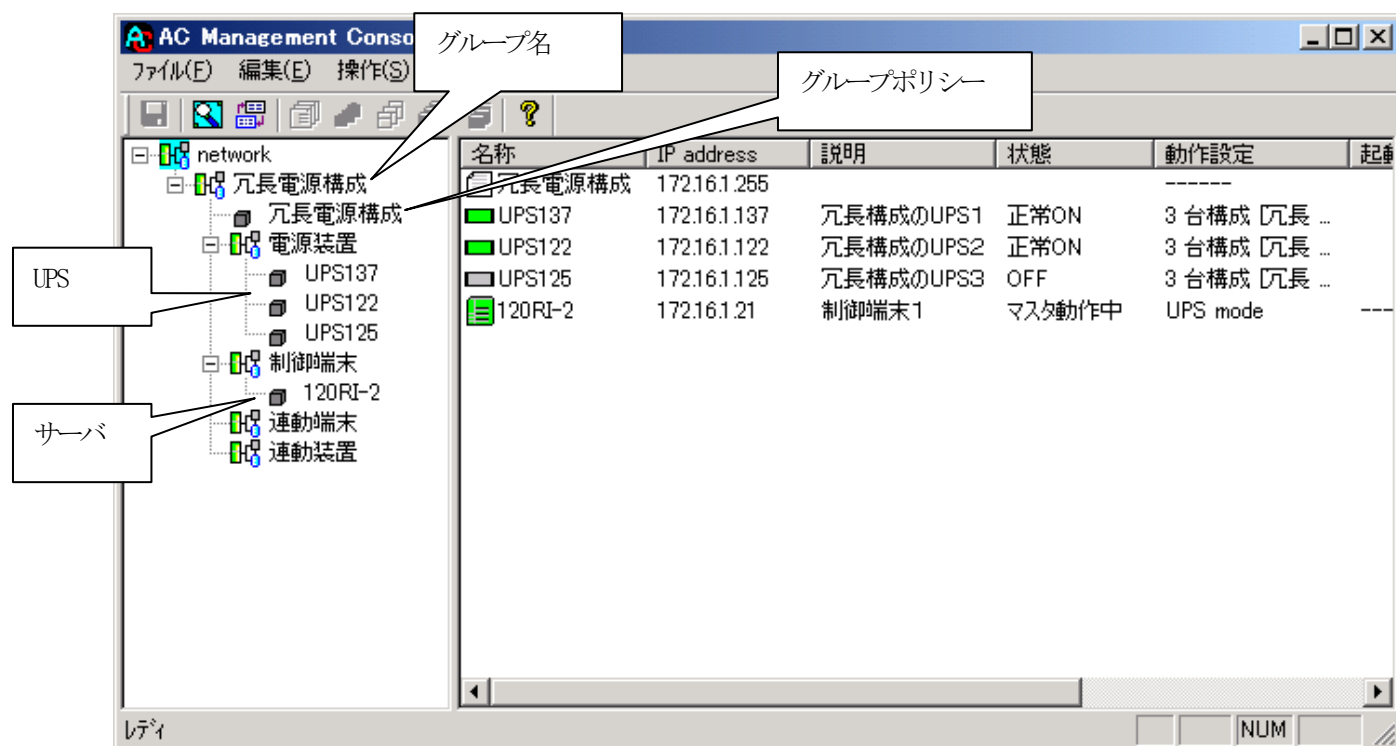 AC Management Conso
グループ名
ファイル(F) 編集(E) 操作(S)
グループポリシー
network
冗長電源構成
冗長電源構成
電源装置
UPS137
UPS122
UPS125
制御端末
120RI-2
連動端末
連動装置
UPS
サーバ
名称 IP address 説明 状態 動作設定 起動
冗長電源構成 172.16.1.255 ------
UPS137 172.16.1.137 冗長構成のUPS1 正常ON 3 台構成 [冗長 ...
UPS122 172.16.1.122 冗長構成のUPS2 正常ON 3 台構成 [冗長 ...
UPS125 172.16.1.125 冗長構成のUPS3 OFF 3 台構成 [冗長 ...
120RI-2 172.16.1.21 制御端末1 マスタ動作中 UPS mode ---
レディ NUM